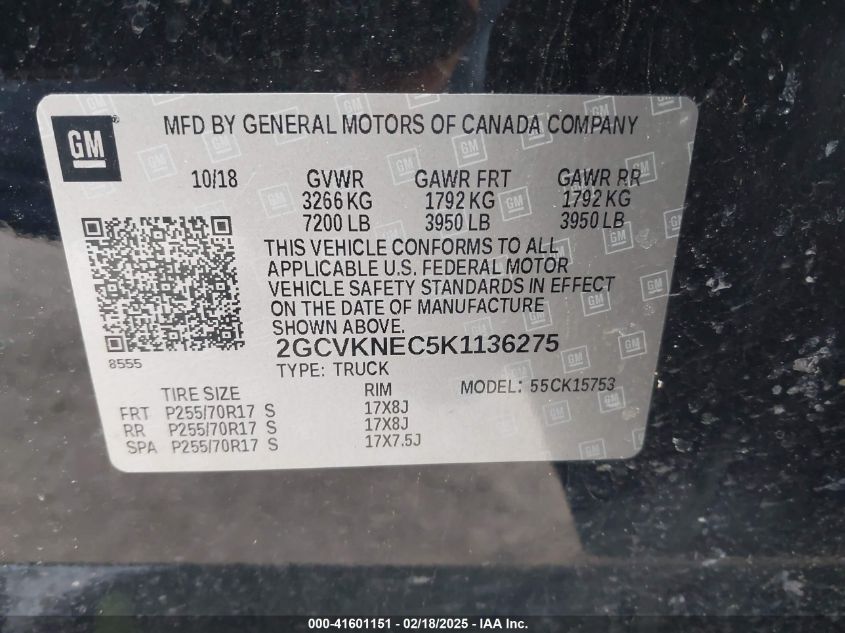 GM
MFD BY GENERAL MOTORS OF CANADA COMPANY
10/18 GVWR GAWR FRT GAWR RR
3266 KG 1792 KG 1792 KG
7200 LB 3950 LB 3950 LB
THIS VEHICLE CONFORMS TO ALL
APPLICABLE U.S. FEDERAL MOTOR
VEHICLE SAFETY STANDARDS IN EFFECT
ON THE DATE OF MANUFACTURE
SHOWN ABOVE.
8555
2GCVKNEC5K1136275
TYPE: TRUCK MODEL: 55CK15753
TIRE SIZE RIM
FRT P255/70R17 S 17X8J
RR P255/70R17 S 17X8J
SPA P255/70R17 S 17X7.5J
000-41601151 — 02/18/2025 — IAA Inc.